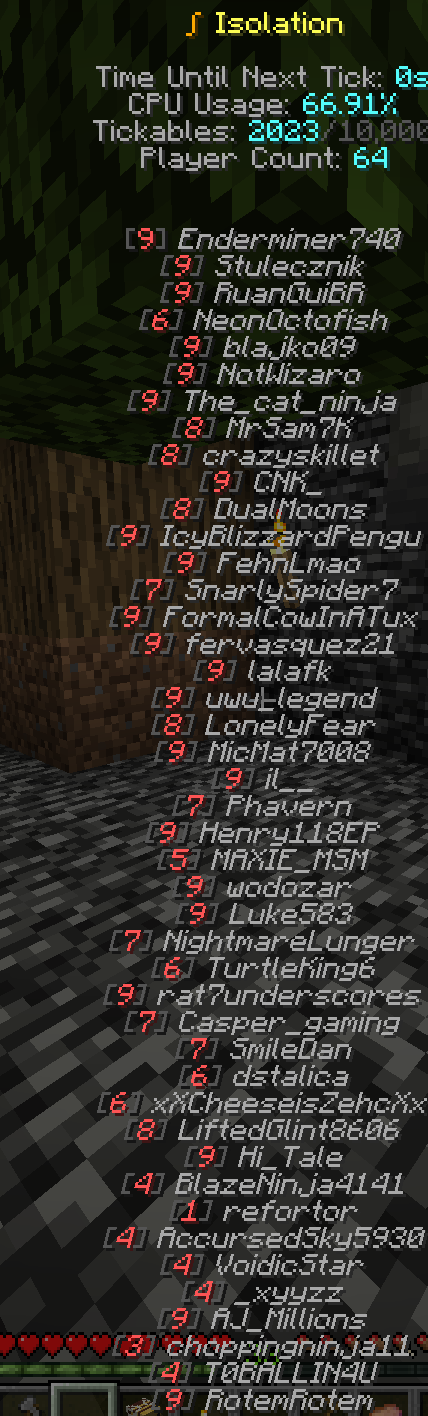 ∫ Isolation
Time Until Next Tick: 0s
CPU Usage: 66.91%
Tickables: 2023/10,000
Player Count: 64
[9] Enderminer740
[9] Stulecznik
[9] RuanGuiBR
[6] NeonOctofish
[9] blajko09
[9] NotWizaro
[9] The_cat_ninja
[8] MrSam7K
[8] crazyskillet
[9] CNK_
[8] DualMoons
[9] IcyBlizzardPengu
[9] FehnLmao
[7] SnarlySpider7
[9] FormalCowInATux
[9] fervasquez21
[9] lalafk
[9] uwu_legend
[8] LonelyFear
[9] MicMat7008
[9] il__
[7] Phavern
[9] Henry118EP
[5] MAXIE_MSM
[9] wodozar
[9] Luke583
[7] NightmareLunger
[6] TurtleKing6
[9] rat7underscores
[7] Casper_gaming
[7] SmileDan
[6] dstalica
[6] xXCheeseisZehcXx
[8] LiftedGlint8606
[9] Hi_Tale
[4] BlazeNinja4141
[1] refortor
[4] AccursedSky5930
[4] VoidicStar
[4] _xyyzz
[9] AJ_Millions
[3] choppingninja11
[4] T0BALLIN4U
[9] RatemRatem